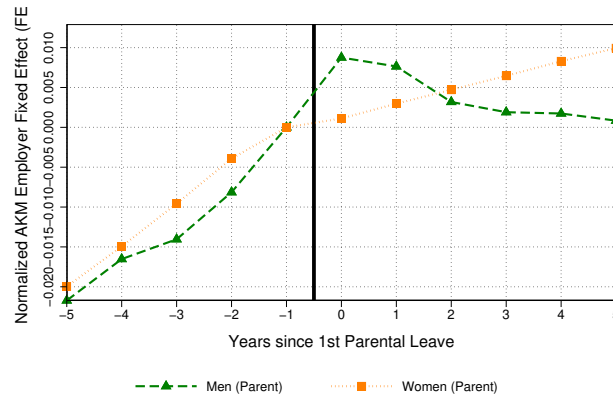 Normalized AKM Employer Fixed Effect (FE
0.010
0.005
0.000
−0.005
−0.010
−0.015
−0.020
−5 −4 −3 −2 −1 0 1 2 3 4
Years since 1st Parental Leave
Men (Parent) Women (Parent)